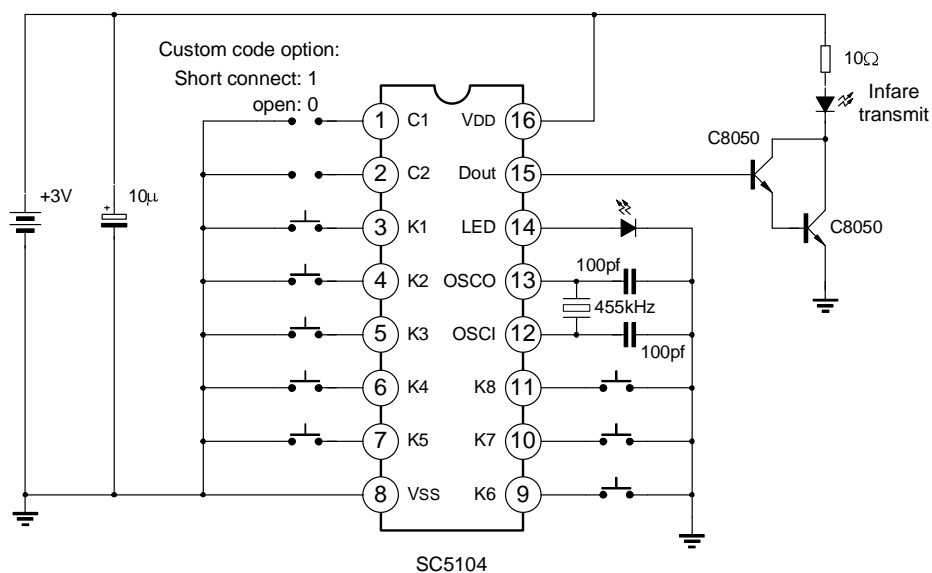 Custom code option:
Short connect: 1
open: 0
10Ω
Infare
transmit
+3V
+
10μ
1 C1 VDD 16
2 C2 Dout 15
3 K1 LED 14
4 K2 OSCO 13
5 K3 OSCI 12
6 K4 K8 11
7 K5 K7 10
8 VSS K6 9
C8050
C8050
100pf
455kHz
100pf
SC5104